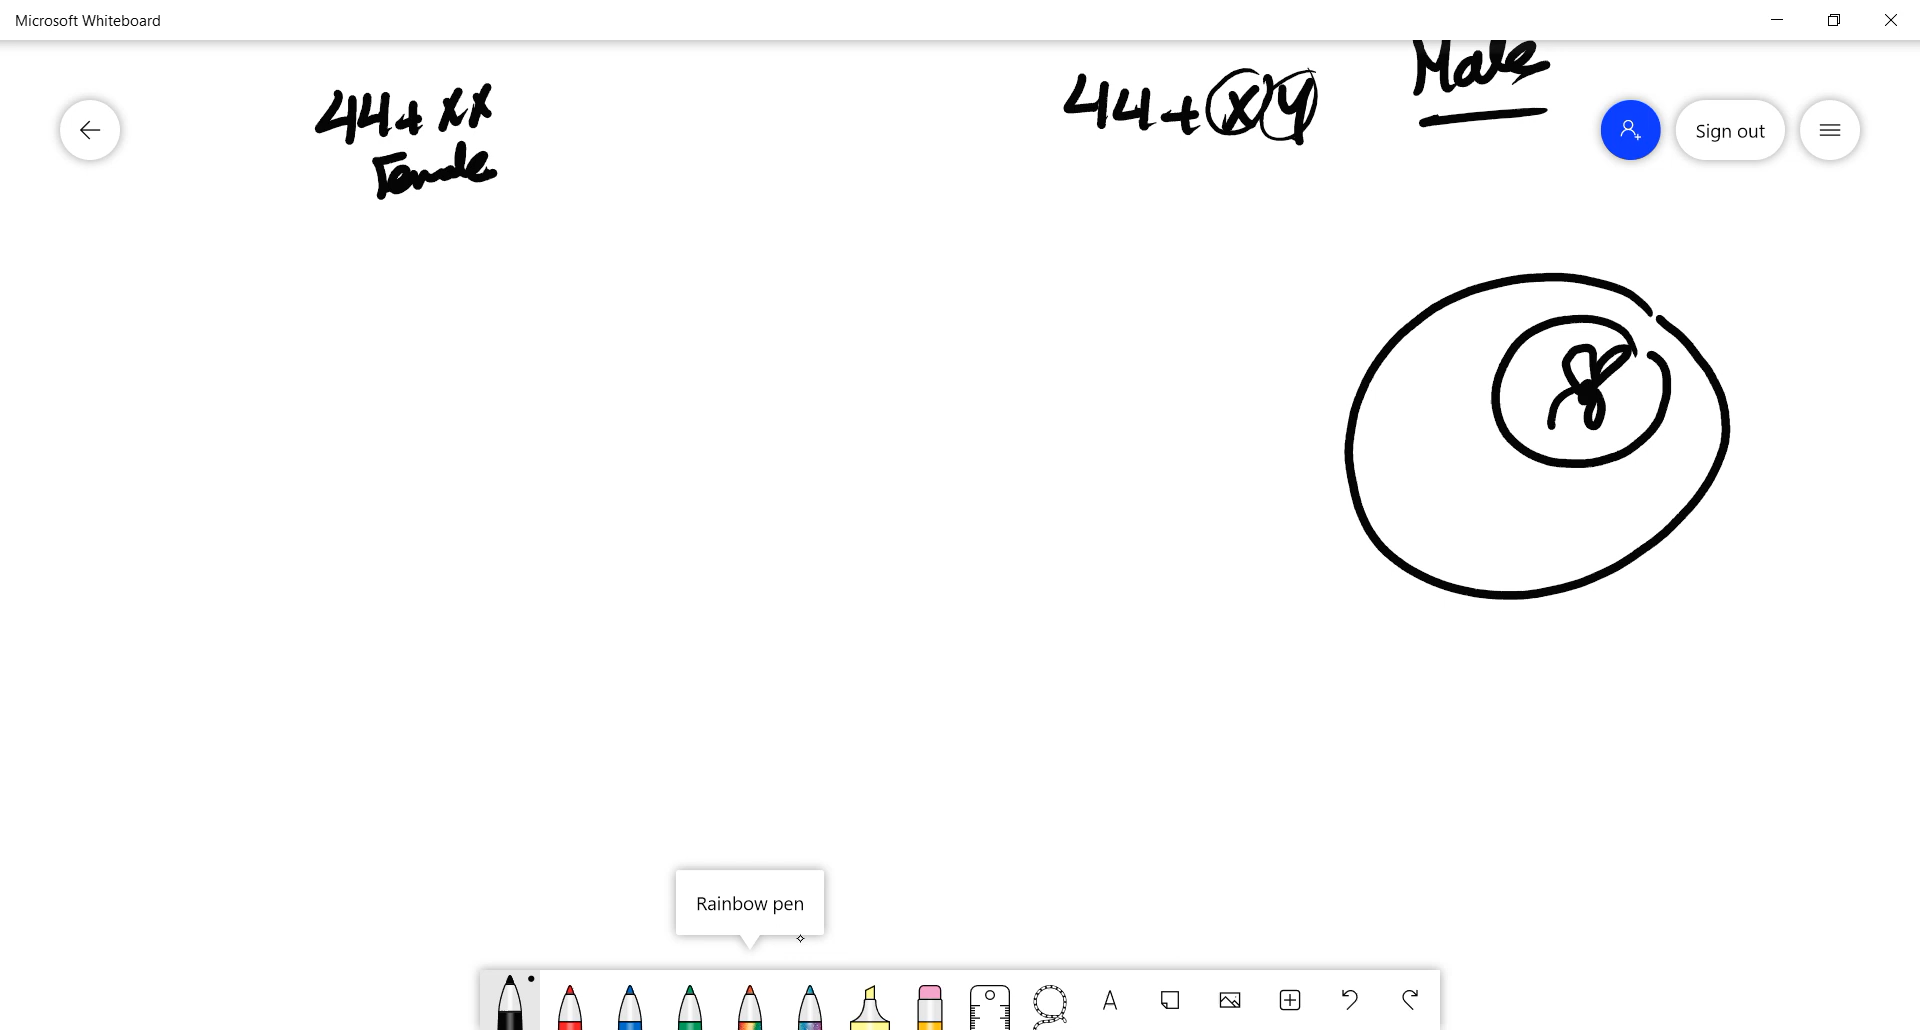 Microsoft Whiteboard
Male
44+ xx
Female
44+xy
Sign out
Rainbow pen